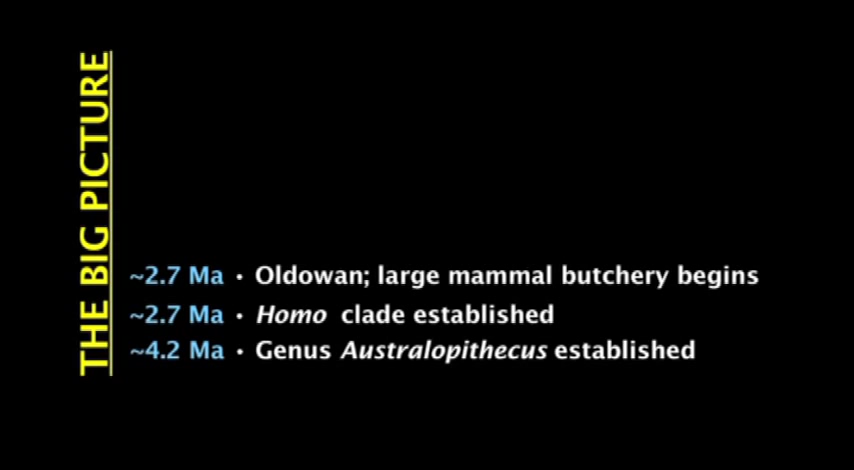 THE BIG PICTURE
~2.7 Ma • Oldowan; large mammal butchery begins
~2.7 Ma • Homo clade established
~4.2 Ma • Genus Australopithecus established